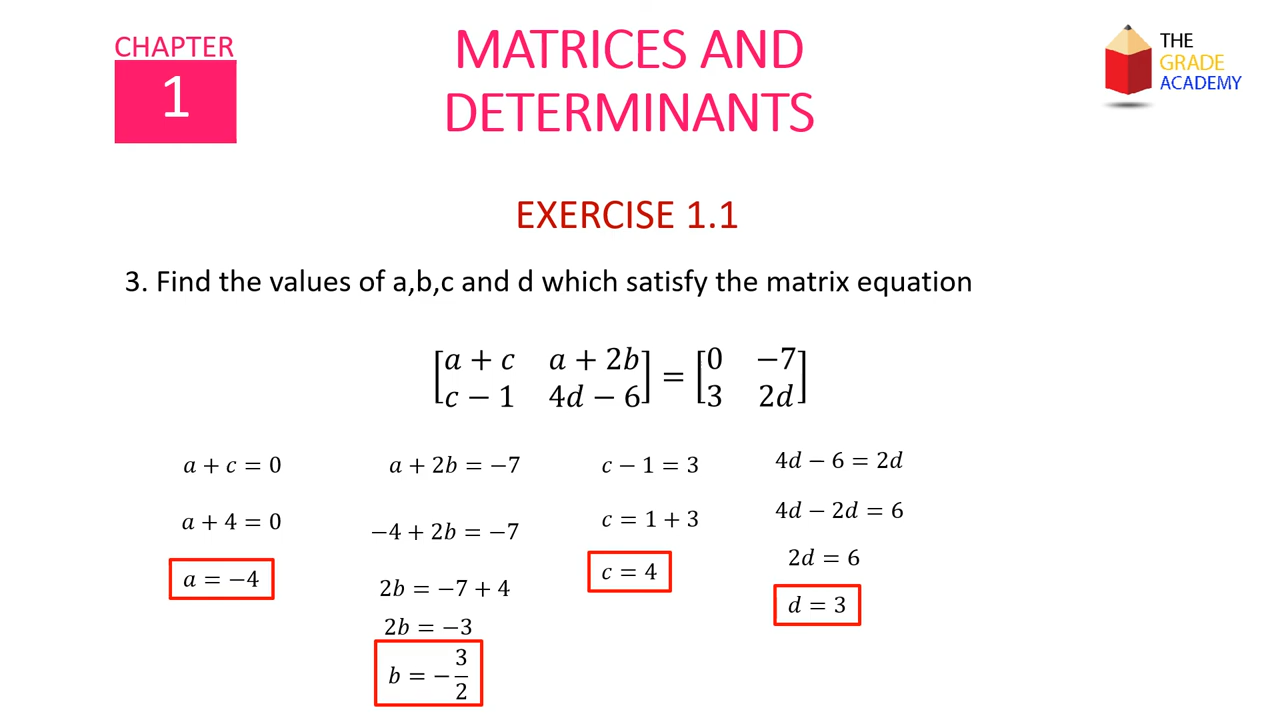 CHAPTER
1
MATRICES AND
DETERMINANTS
THE
GRADE
ACADEMY
EXERCISE 1.1
3. Find the values of a,b,c and d which satisfy the matrix equation
[a + c a + 2b] = [0 −7]
[c − 1 4d − 6] [3 2d]
a + c = 0
a + 4 = 0
a = −4
a + 2b = −7
−4 + 2b = −7
2b = −7 + 4
2b = −3
b = −3/2
c − 1 = 3
c = 1 + 3
c = 4
4d − 6 = 2d
4d − 2d = 6
2d = 6
d = 3